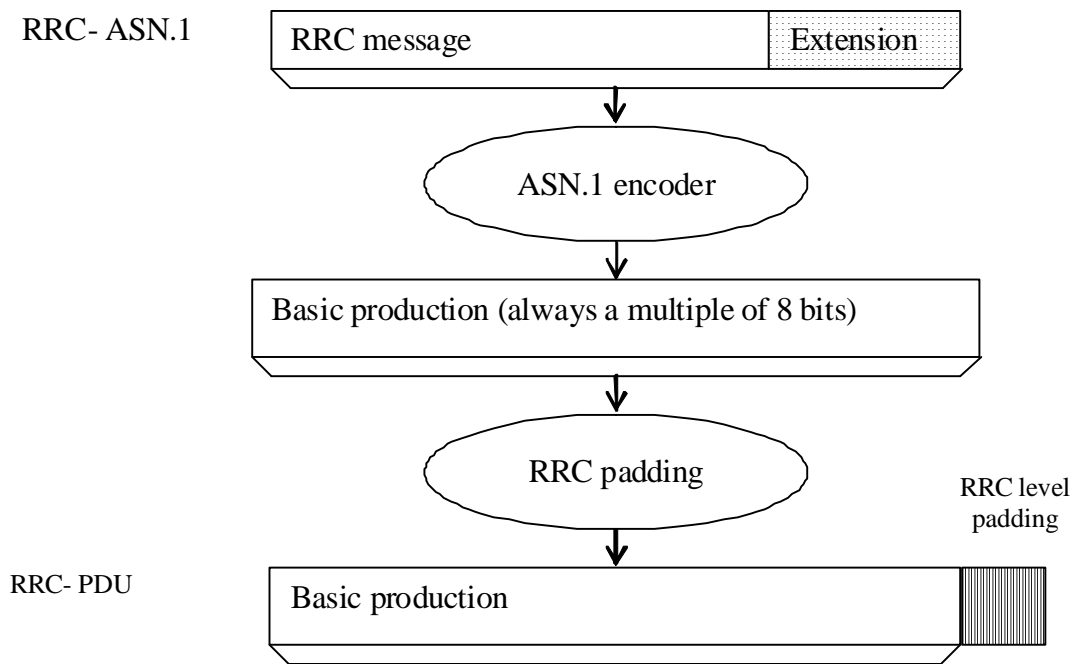 RRC- ASN.1
RRC message
Extension
ASN.1 encoder
Basic production (always a multiple of 8 bits)
RRC padding
RRC level
padding
RRC- PDU
Basic production